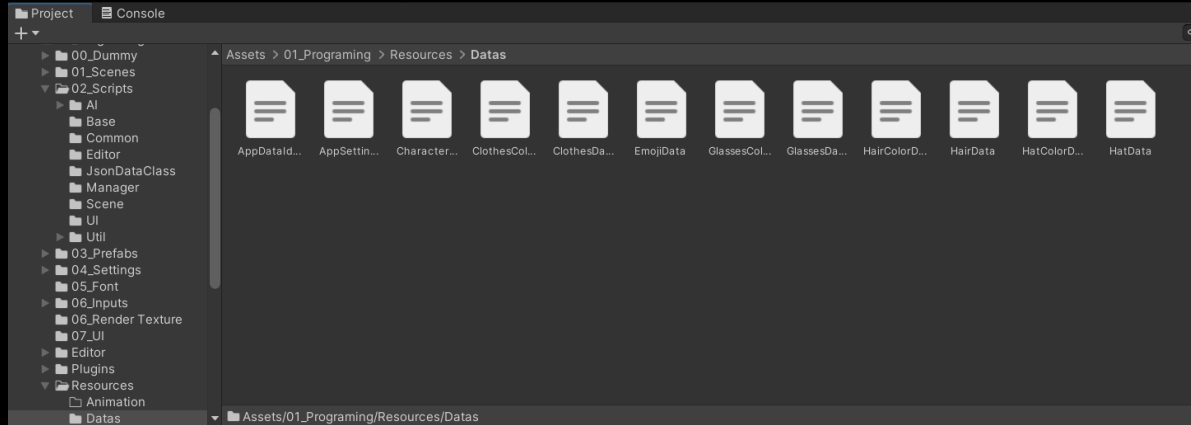 Project
Console
00_Dummy
01_Scenes
02_Scripts
AI
Base
Common
Editor
JsonDataClass
Manager
Scene
UI
Util
03_Prefabs
04_Settings
05_Font
06_Inputs
06_Render Texture
07_UI
Editor
Plugins
Resources
Animation
Datas
Assets > 01_Programing > Resources > Datas
AppDataId... AppSettin... Character... ClothesCol... ClothesDa... EmojiData GlassesCol... GlassesDa... HairColorD... HairData HatColorD... HatData
Assets/01_Programing/Resources/Datas